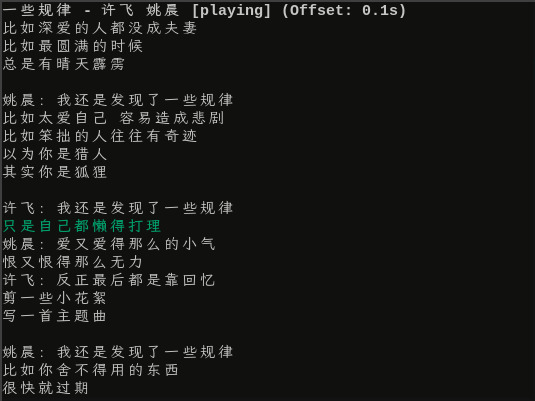 一些规律 - 许飞 姚晨 [playing] (Offset: 0.1s)
比如深爱的人都没成夫妻
比如最圆满的时候
总是有晴天霹雳
姚晨: 我还是发现了一些规律
比如太爱自己 容易造成悲剧
比如笨拙的人往往有奇迹
以为你是猎人
其实你是狐狸
许飞: 我还是发现了一些规律
只是自己都懒得打理
姚晨: 爱又爱得那么的小气
恨又恨得那么无力
许飞: 反正最后都是靠回忆
剪一些小花絮
写一首主题曲
姚晨: 我还是发现了一些规律
比如你舍不得用的东西
很快就过期